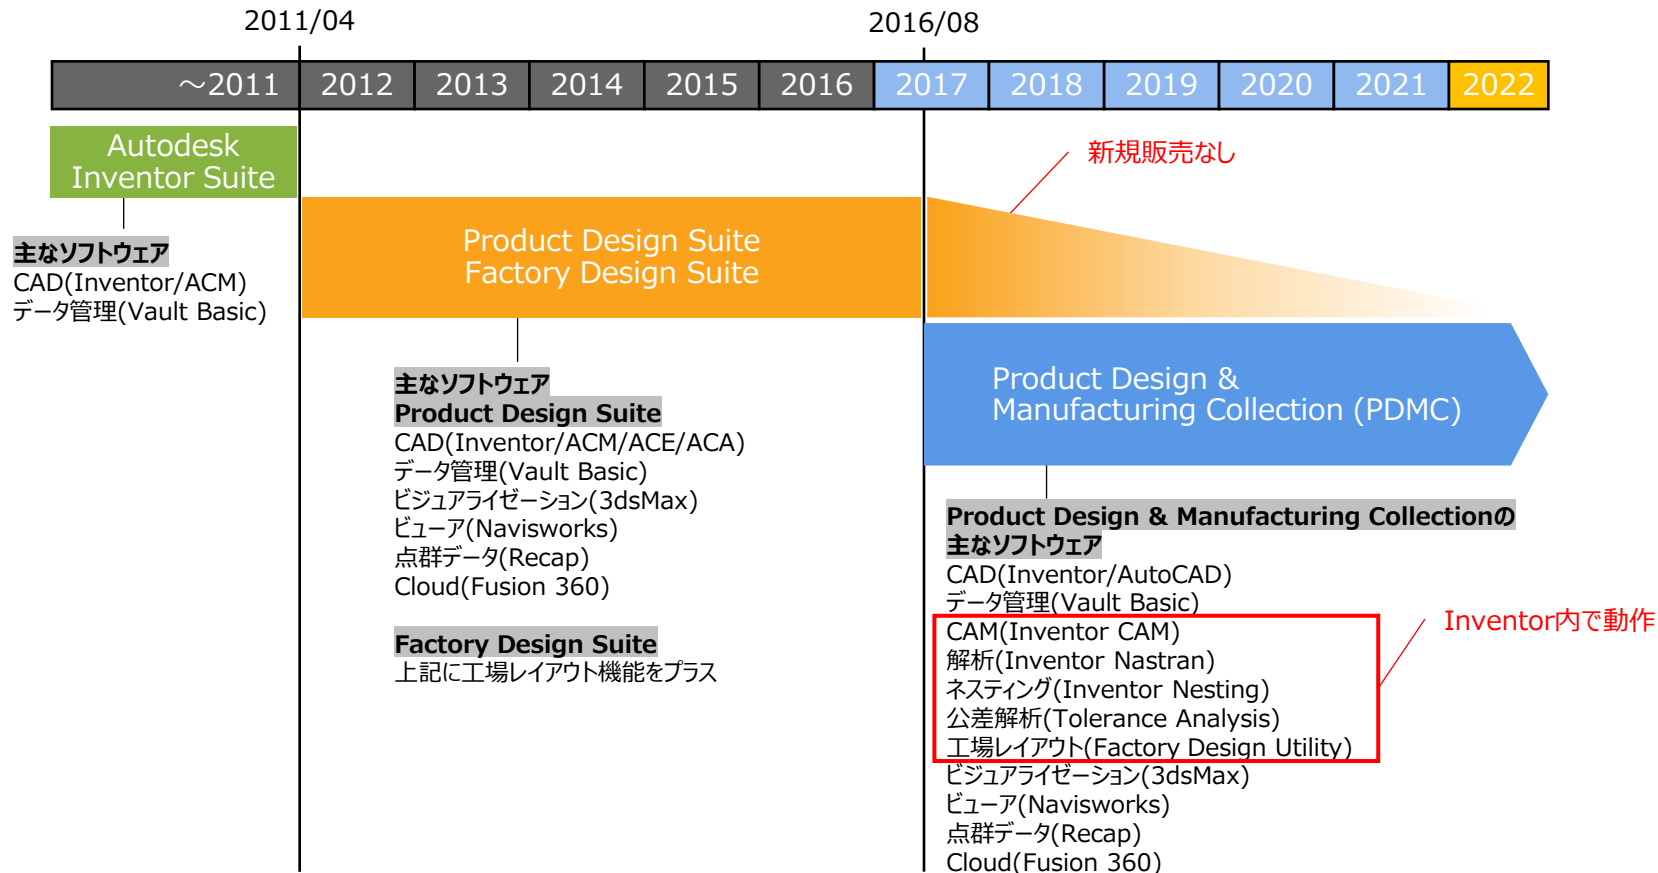 2011/04
2016/08
～2011
2012
2013
2014
2015
2016
2017
2018
2019
2020
2021
2022
Autodesk
Inventor Suite
主なソフトウェア
CAD(Inventor/ACM)
データ管理(Vault Basic)
Product Design Suite
Factory Design Suite
主なソフトウェア
Product Design Suite
CAD(Inventor/ACM/ACE/ACA)
データ管理(Vault Basic)
ビジュアライゼーション(3dsMax)
ビューア(Navisworks)
点群データ(Recap)
Cloud(Fusion 360)
Factory Design Suite
上記に工場レイアウト機能をプラス
新規販売なし
Product Design &
Manufacturing Collection (PDMC)
Product Design & Manufacturing Collectionの
主なソフトウェア
CAD(Inventor/AutoCAD)
データ管理(Vault Basic)
CAM(Inventor CAM)
解析(Inventor Nastran)
ネスティング(Inventor Nesting)
公差解析(Tolerance Analysis)
工場レイアウト(Factory Design Utility)
ビジュアライゼーション(3dsMax)
ビューア(Navisworks)
点群データ(Recap)
Cloud(Fusion 360)
Inventor内で動作